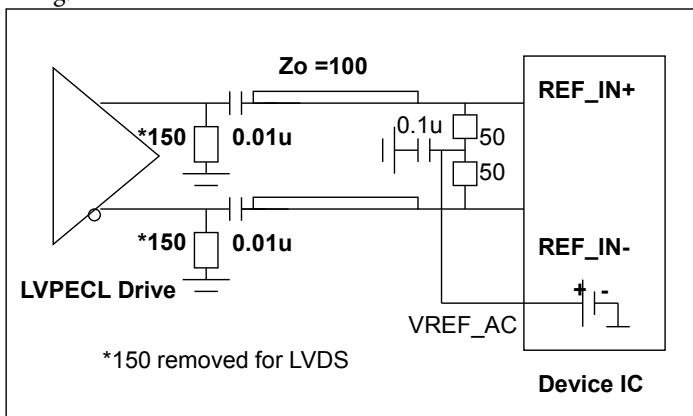 Zo =100
REF_IN+
*150
0.01u
0.1u
50
50
*150
0.01u
REF_IN-
LVPECL Drive
+ -
VREF_AC
*150 removed for LVDS
Device IC